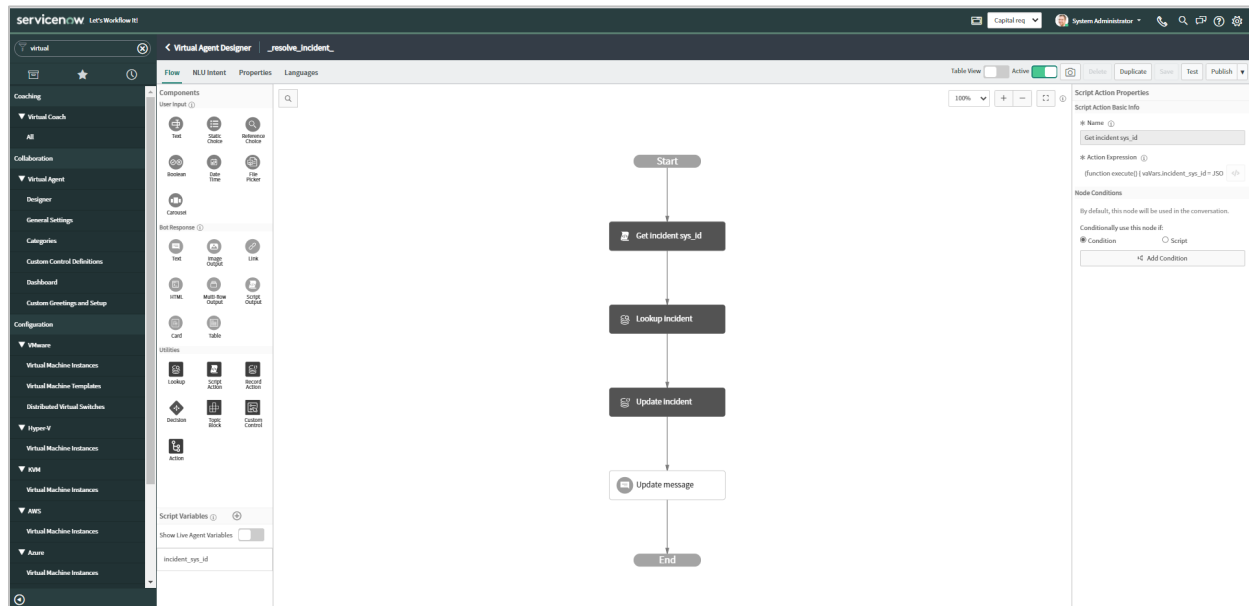 servicenow Let's Workflow It!
Capital req
System Administrator
virtual
Virtual Agent Designer
_resolve_incident_
Flow
NLU Intent
Properties
Languages
Table View
Active
Delete
Duplicate
Save
Test
Publish
Coaching
Virtual Coach
All
Collaboration
Virtual Agent
Designer
General Settings
Categories
Custom Control Definitions
Dashboard
Custom Greetings and Setup
Configuration
VMware
Virtual Machine Instances
Virtual Machine Templates
Distributed Virtual Switches
Hyper-V
Virtual Machine Instances
KVM
Virtual Machine Instances
AWS
Virtual Machine Instances
Azure
Virtual Machine Instances
Components
User Input
Text
Static Choice
Reference Choice
Boolean
Date Time
File Picker
Carousel
Bot Response
Text
Image Output
Link
HTML
Multi-flow Output
Script Output
Card
Table
Utilities
Lookup
Script Action
Record Action
Decision
Topic Block
Custom Control
Action
Script Variables
Show Live Agent Variables
incident_sys_id
100%
Start
Get incident sys_id
Lookup Incident
Update Incident
Update message
End
Script Action Properties
Script Action Basic Info
* Name
Get incident sys_id
* Action Expression
(function execute() { vaVars.incident_sys_id = JSO
Node Conditions
By default, this node will be used in the conversation.
Conditionally use this node if:
Condition
Script
Add Condition